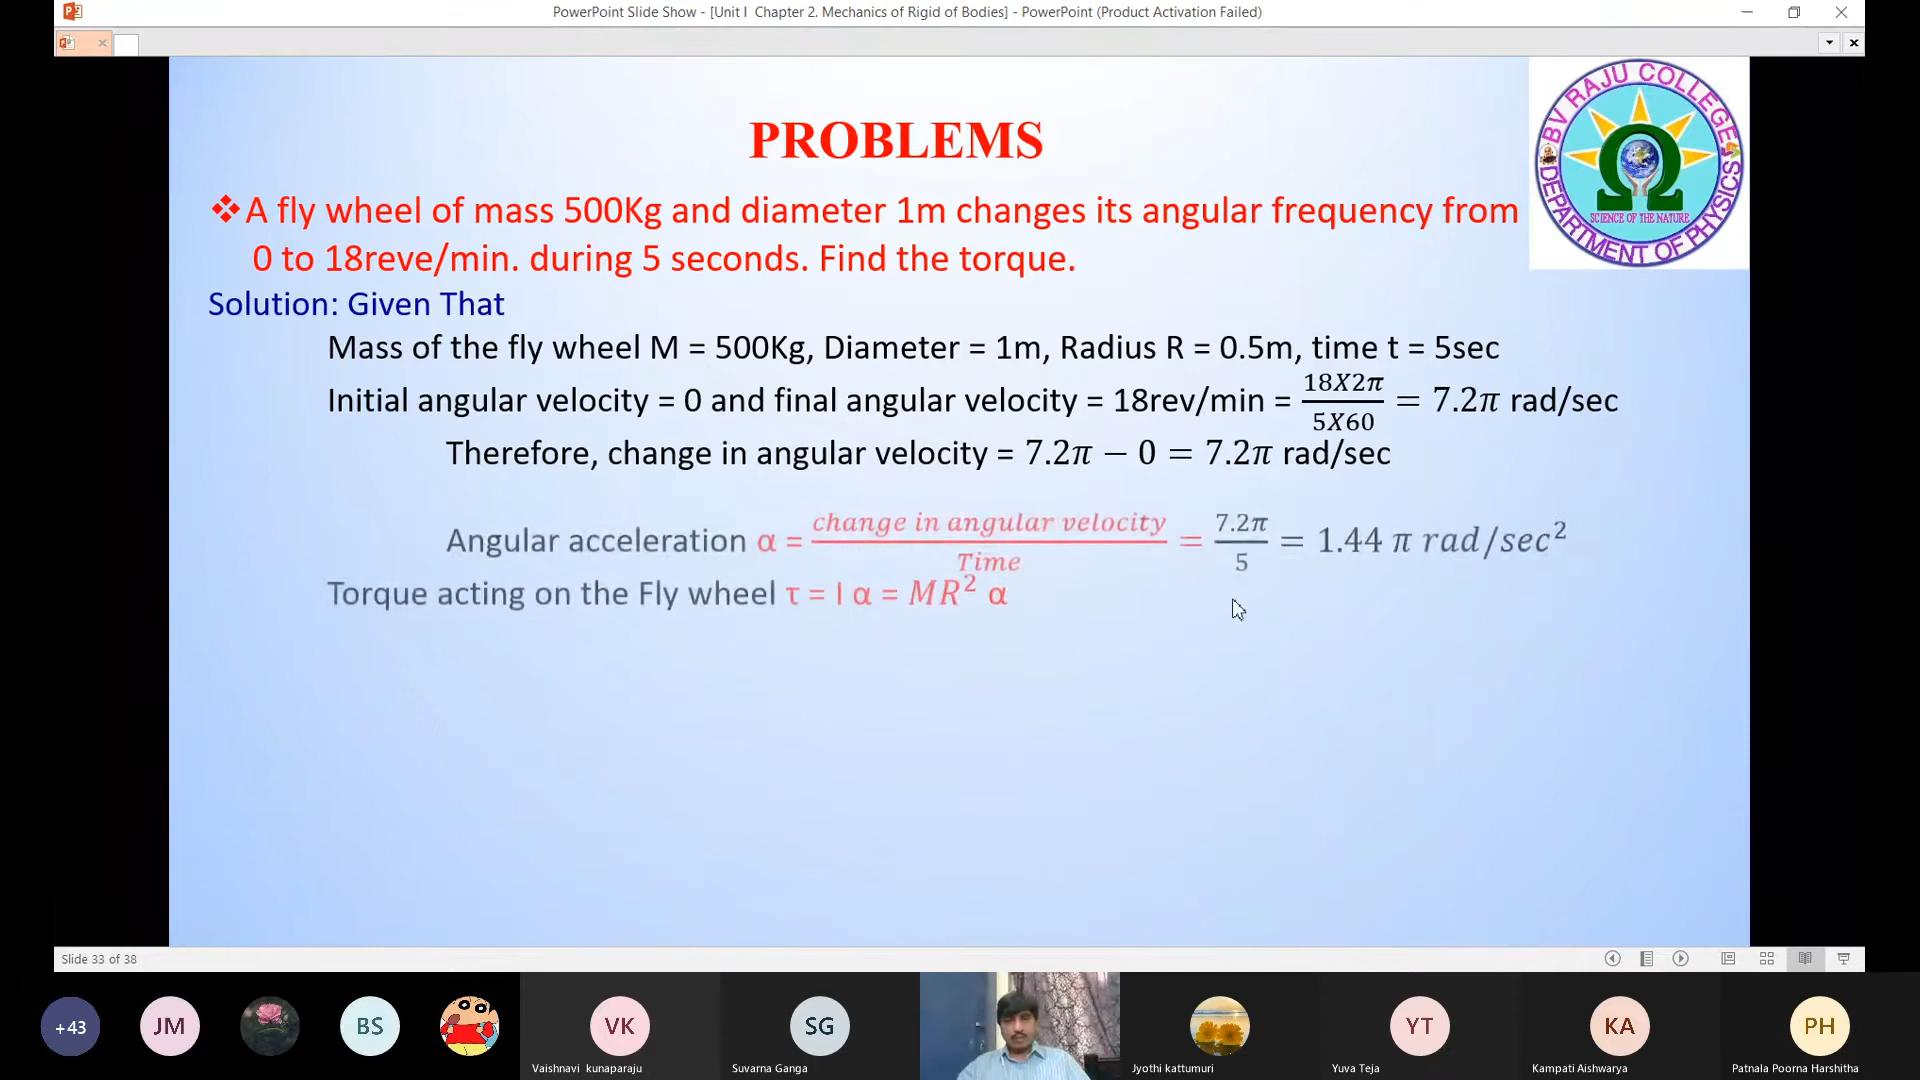 PowerPoint Slide Show - [Unit I Chapter 2. Mechanics of Rigid of Bodies] - PowerPoint (Product Activation Failed)
PROBLEMS
BV RAJU COLLEGE
SCIENCE OF THE NATURE
DEPARTMENT OF PHYSICS
❖A fly wheel of mass 500Kg and diameter 1m changes its angular frequency from
0 to 18reve/min. during 5 seconds. Find the torque.
Solution: Given That
Mass of the fly wheel M = 500Kg, Diameter = 1m, Radius R = 0.5m, time t = 5sec
Initial angular velocity = 0 and final angular velocity = 18rev/min = 18X2π/5X60 = 7.2π rad/sec
Therefore, change in angular velocity = 7.2π − 0 = 7.2π rad/sec
Angular acceleration α = change in angular velocity/Time = 7.2π/5 = 1.44 π rad/sec²
Torque acting on the Fly wheel τ = I α = MR² α
Slide 33 of 38
+43
JM
BS
VK
SG
YT
KA
PH
Vaishnavi kunaparaju
Suvarna Ganga
Jyothi kattumuri
Yuva Teja
Kampati Aishwarya
Patnala Poorna Harshitha